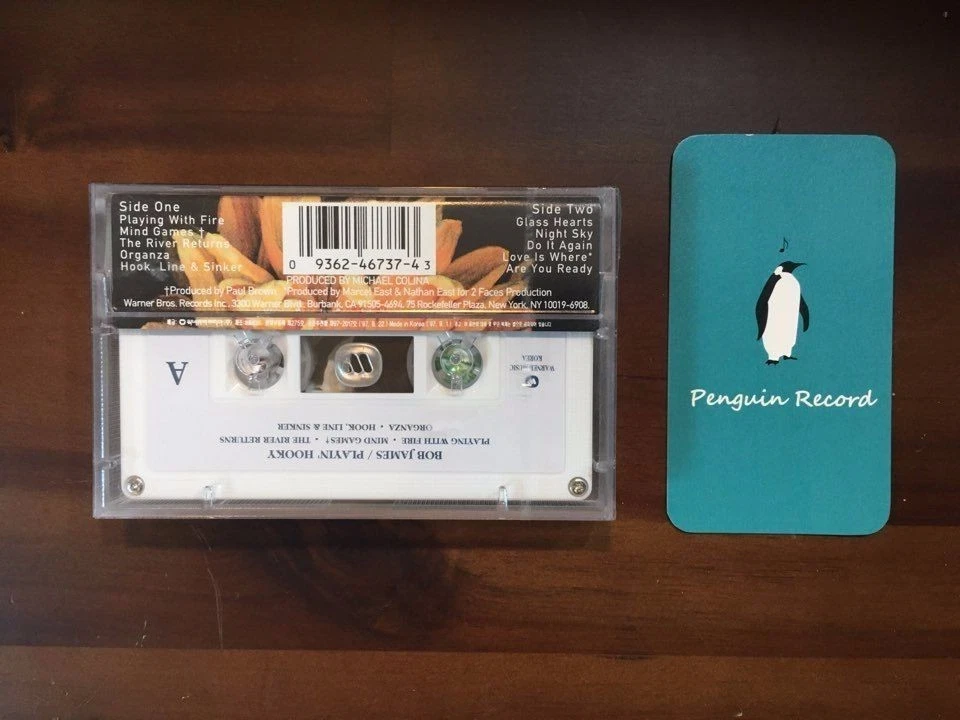 Side One
Playing With Fire
Mind Games †
The River Returns
Organza
Hook, Line & Sinker
0 9362-46737-4 3
Side Two
Glass Hearts
Night Sky
Do It Again
Love Is Where*
Are You Ready
PRODUCED BY MICHAEL COLINA
†Produced by Paul Brown *Produced by Marcel East & Nathan East for 2 Faces Production
Warner Bros. Records Inc., 3300 Warner Blvd., Burbank, CA 91505-4694. 75 Rockefeller Plaza, New York, NY 10019-6908.
Made in Korea
A
WARNER MUSIC
KOREA
BOB JAMES / PLAYIN' HOOKY
PLAYING WITH FIRE • MIND GAMES† • THE RIVER RETURNS
ORGANZA • HOOK, LINE & SINKER
Penguin Record